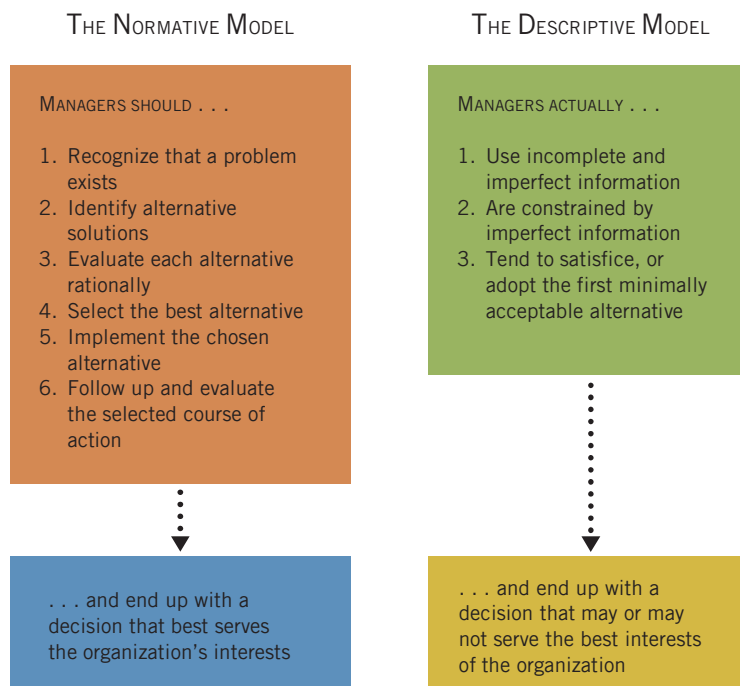 The Normative Model
Managers should . . .
1. Recognize that a problem
exists
2. Identify alternative
solutions
3. Evaluate each alternative
rationally
4. Select the best alternative
5. Implement the chosen
alternative
6. Follow up and evaluate
the selected course of
action
. . . and end up with a
decision that best serves
the organization’s interests
The Descriptive Model
Managers actually . . .
1. Use incomplete and
imperfect information
2. Are constrained by
imperfect information
3. Tend to satisfice, or
adopt the first minimally
acceptable alternative
. . . and end up with a
decision that may or may
not serve the best interests
of the organization